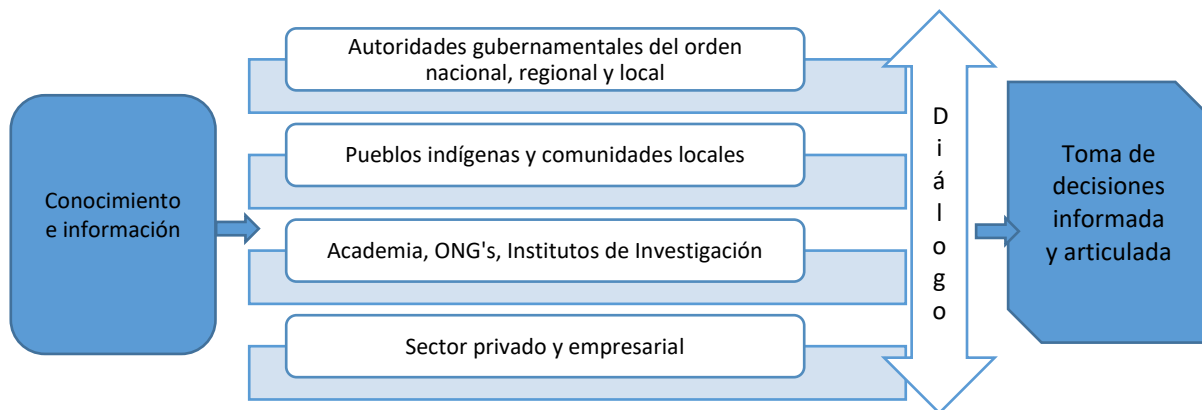 Conocimiento
e información
Autoridades gubernamentales del orden
nacional, regional y local
Pueblos indígenas y comunidades locales
Academia, ONG's, Institutos de Investigación
Sector privado y empresarial
Diálogo
Toma de
decisiones
informada
y articulada